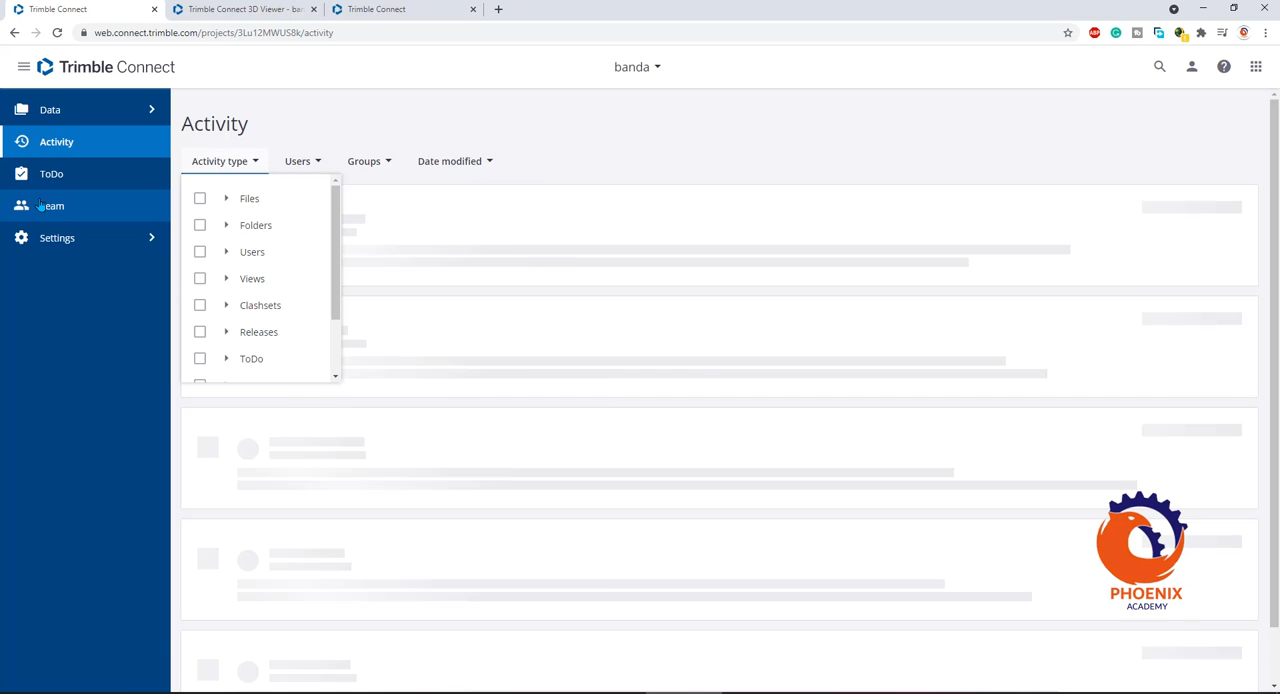 Trimble Connect
Trimble Connect 3D Viewer - ban
Trimble Connect
web.connect.trimble.com/projects/3Lu12MWUS8k/activity
ABP
Trimble Connect
banda
Data
Activity
ToDo
Team
Settings
Activity
Activity type
Users
Groups
Date modified
Files
Folders
Users
Views
Clashsets
Releases
ToDo
PHOENIX
ACADEMY